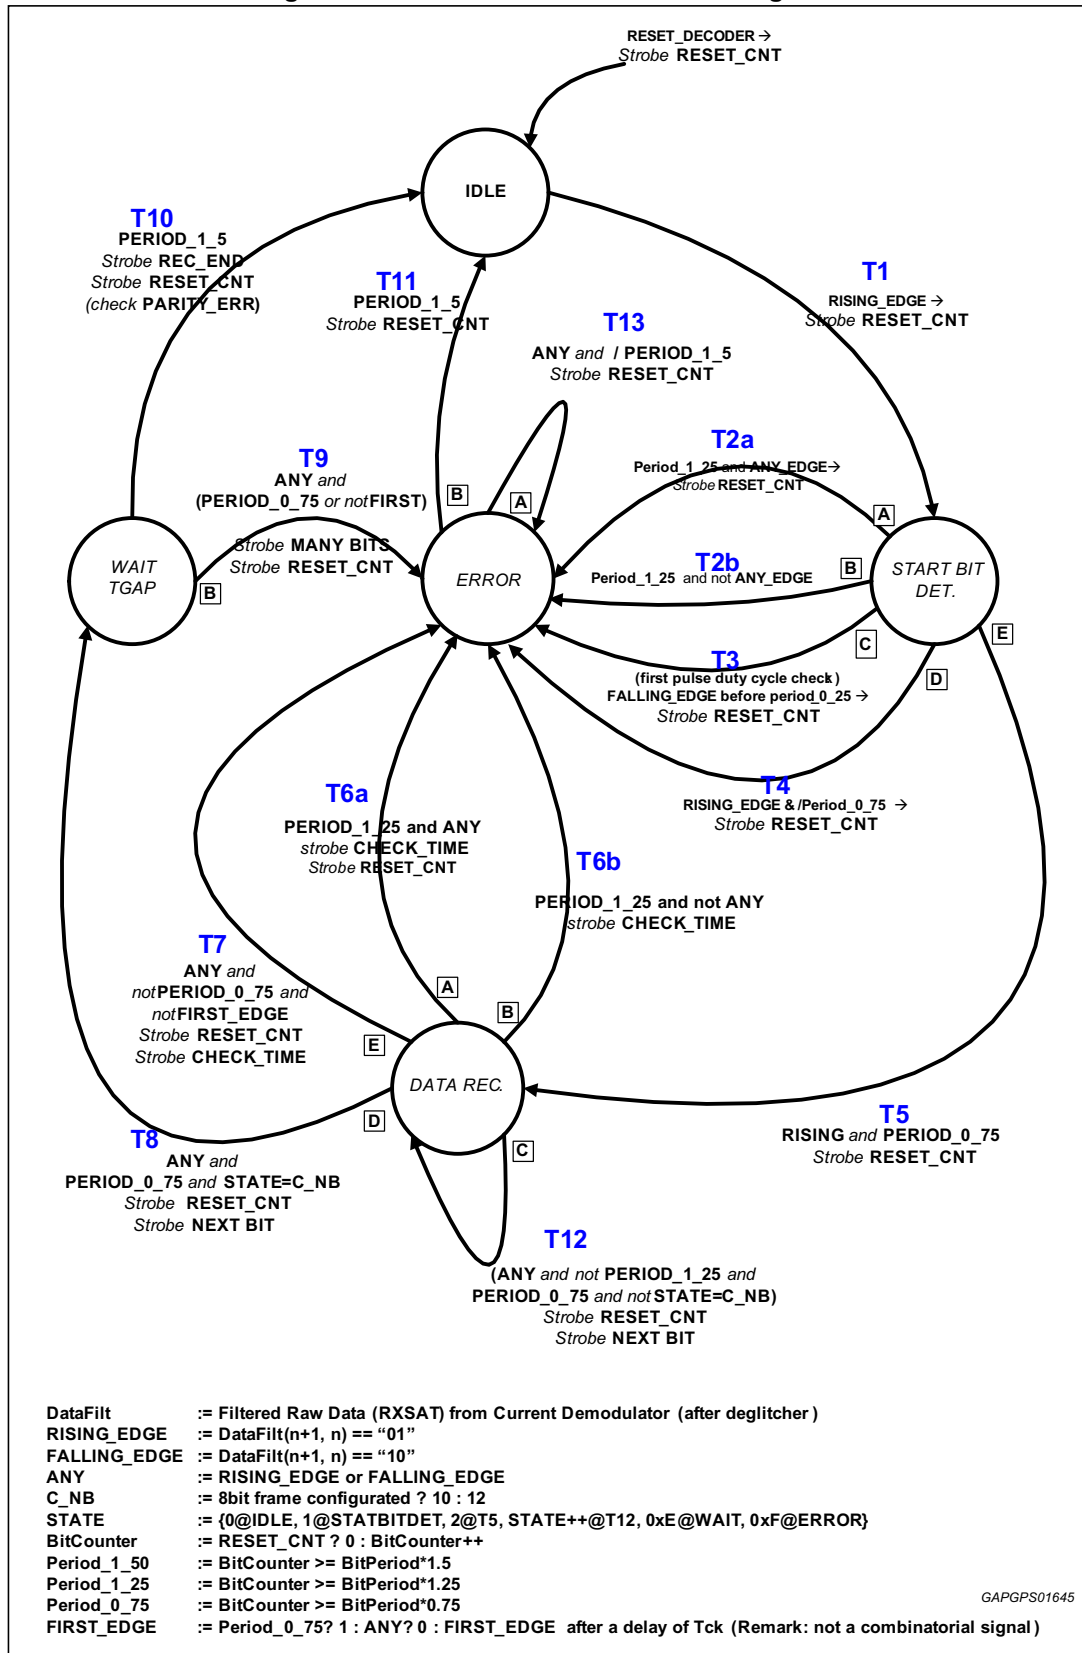 RESET_DECODER →
Strobe RESET_CNT
IDLE
T10
PERIOD_1_5
Strobe REC_END
Strobe RESET_CNT
(check PARITY_ERR)
T11
PERIOD_1_5
Strobe RESET_CNT
T1
RISING_EDGE →
Strobe RESET_CNT
T13
ANY and / PERIOD_1_5
Strobe RESET_CNT
T2a
Period_1_25 and ANY_EDGE→
Strobe RESET_CNT
T9
ANY and
(PERIOD_0_75 or notFIRST)
Strobe MANY BITS
Strobe RESET_CNT
B
A
A
WAIT
TGAP
B
ERROR
T2b
Period_1_25 and not ANY_EDGE
B
START BIT
DET.
C
E
D
T3
(first pulse duty cycle check)
FALLING_EDGE before period_0_25 →
Strobe RESET_CNT
T4
RISING_EDGE & /Period_0_75 →
Strobe RESET_CNT
T6a
PERIOD_1_25 and ANY
strobe CHECK_TIME
Strobe RESET_CNT
T6b
PERIOD_1_25 and not ANY
strobe CHECK_TIME
T7
ANY and
notPERIOD_0_75 and
notFIRST_EDGE
Strobe RESET_CNT
Strobe CHECK_TIME
A
B
E
DATA REC.
D
C
T5
RISING and PERIOD_0_75
Strobe RESET_CNT
T8
ANY and
PERIOD_0_75 and STATE=C_NB
Strobe RESET_CNT
Strobe NEXT BIT
T12
(ANY and not PERIOD_1_25 and
PERIOD_0_75 and not STATE=C_NB)
Strobe RESET_CNT
Strobe NEXT BIT
DataFilt := Filtered Raw Data (RXSAT) from Current Demodulator (after deglitcher)
RISING_EDGE := DataFilt(n+1, n) == “01”
FALLING_EDGE := DataFilt(n+1, n) == “10”
ANY := RISING_EDGE or FALLING_EDGE
C_NB := 8bit frame configurated ? 10 : 12
STATE := {0@IDLE, 1@STATBITDET, 2@T5, STATE++@T12, 0xE@WAIT, 0xF@ERROR}
BitCounter := RESET_CNT ? 0 : BitCounter++
Period_1_50 := BitCounter >= BitPeriod*1.5
Period_1_25 := BitCounter >= BitPeriod*1.25
Period_0_75 := BitCounter >= BitPeriod*0.75
FIRST_EDGE := Period_0_75? 1 : ANY? 0 : FIRST_EDGE after a delay of Tck (Remark: not a combinatorial signal)
GAPGPS01645